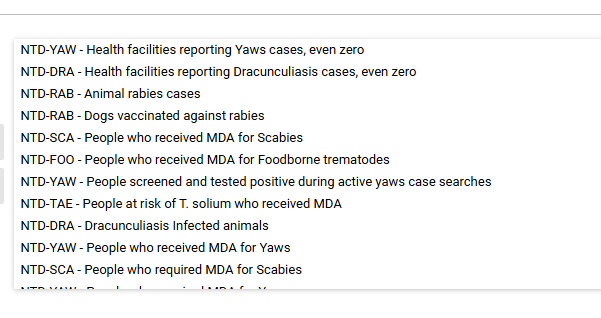 NTD-YAW - Health facilities reporting Yaws cases, even zero
NTD-DRA - Health facilities reporting Dracunculiasis cases, even zero
NTD-RAB - Animal rabies cases
NTD-RAB - Dogs vaccinated against rabies
NTD-SCA - People who received MDA for Scabies
NTD-FOO - People who received MDA for Foodborne trematodes
NTD-YAW - People screened and tested positive during active yaws case searches
NTD-TAE - People at risk of T. solium who received MDA
NTD-DRA - Dracunculiasis Infected animals
NTD-YAW - People who received MDA for Yaws
NTD-SCA - People who required MDA for Scabies